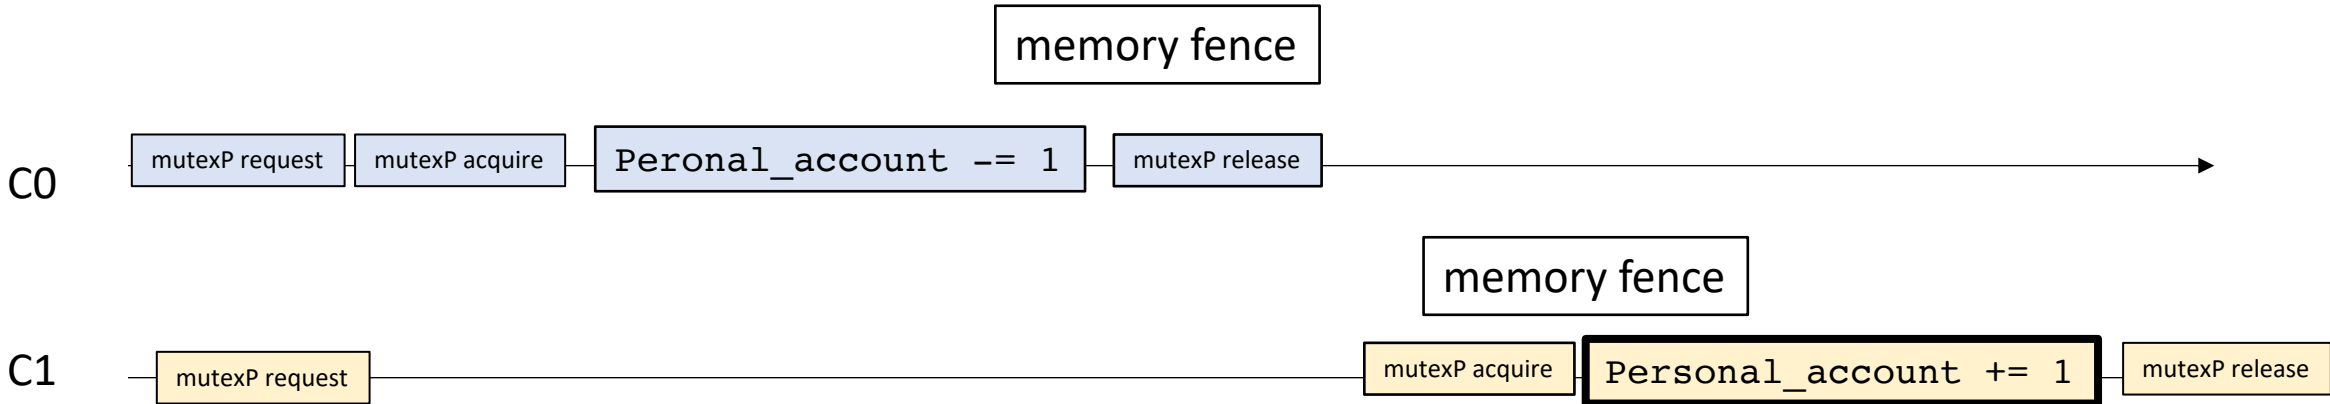 memory fence
C0
mutexP request
mutexP acquire
Peronal_account -= 1
mutexP release
memory fence
C1
mutexP request
mutexP acquire
Personal_account += 1
mutexP release